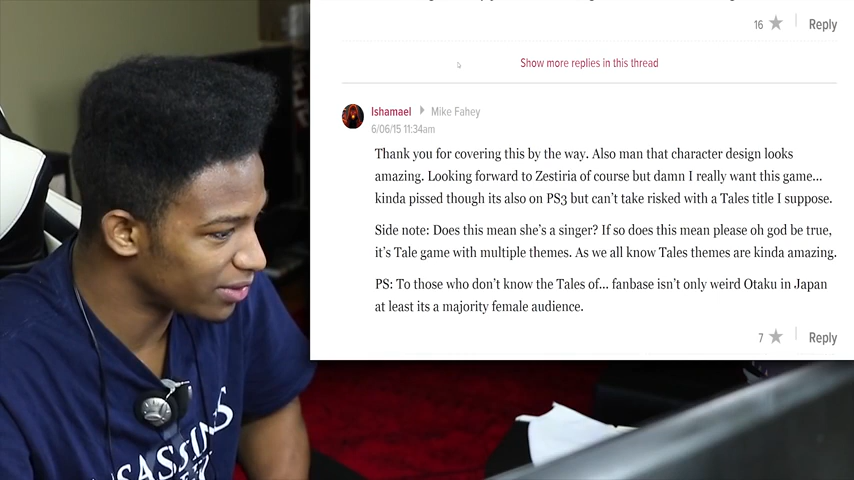 16 Reply
Show more replies in this thread
Ishamael Mike Fahey
6/06/15 11:34am
Thank you for covering this by the way. Also man that character design looks
amazing. Looking forward to Zestiria of course but damn I really want this game...
kinda pissed though its also on PS3 but can't take risked with a Tales title I suppose.
Side note: Does this mean she's a singer? If so does this mean please oh god be true,
it's Tale game with multiple themes. As we all know Tales themes are kinda amazing.
PS: To those who don't know the Tales of... fanbase isn't only weird Otaku in Japan
at least its a majority female audience.
7 Reply